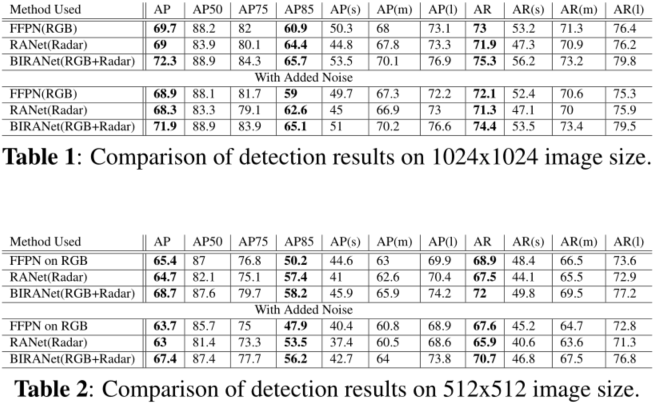 Method Used AP AP50 AP75 AP85 AP(s) AP(m) AP(l) AR AR(s) AR(m) AR(l)
FFPN(RGB) 69.7 88.2 82 60.9 50.3 68 73.1 73 53.2 71.3 76.4
RANet(Radar) 69 83.9 80.1 64.4 44.8 67.8 73.3 71.9 47.3 70.9 76.2
BIRANet(RGB+Radar) 72.3 88.9 84.3 65.7 53.5 70.1 76.9 75.3 56.2 73.2 79.8
With Added Noise
FFPN(RGB) 68.9 88.1 81.7 59 49.7 67.3 72.2 72.1 52.4 70.6 75.3
RANet(Radar) 68.3 83.3 79.1 62.6 45 66.9 73 71.3 47.1 70 75.9
BIRANet(RGB+Radar) 71.9 88.9 83.9 65.1 51 70.2 76.6 74.4 53.5 73.4 79.5
Table 1: Comparison of detection results on 1024x1024 image size.
Method Used AP AP50 AP75 AP85 AP(s) AP(m) AP(l) AR AR(s) AR(m) AR(l)
FFPN on RGB 65.4 87 76.8 50.2 44.6 63 69.9 68.9 48.4 66.5 73.6
RANet(Radar) 64.7 82.1 75.1 57.4 41 62.6 70.4 67.5 44.1 65.5 72.9
BIRANet(RGB+Radar) 68.7 87.6 79.7 58.2 45.9 65.9 74.2 72 49.8 69.5 77.2
With Added Noise
FFPN on RGB 63.7 85.7 75 47.9 40.4 60.8 68.9 67.6 45.2 64.7 72.8
RANet(Radar) 63 81.4 73.3 53.5 37.4 60.5 68.6 65.9 40.6 63.6 71.3
BIRANet(RGB+Radar) 67.4 87.4 77.7 56.2 42.7 64 73.8 70.7 46.8 67.5 76.8
Table 2: Comparison of detection results on 512x512 image size.